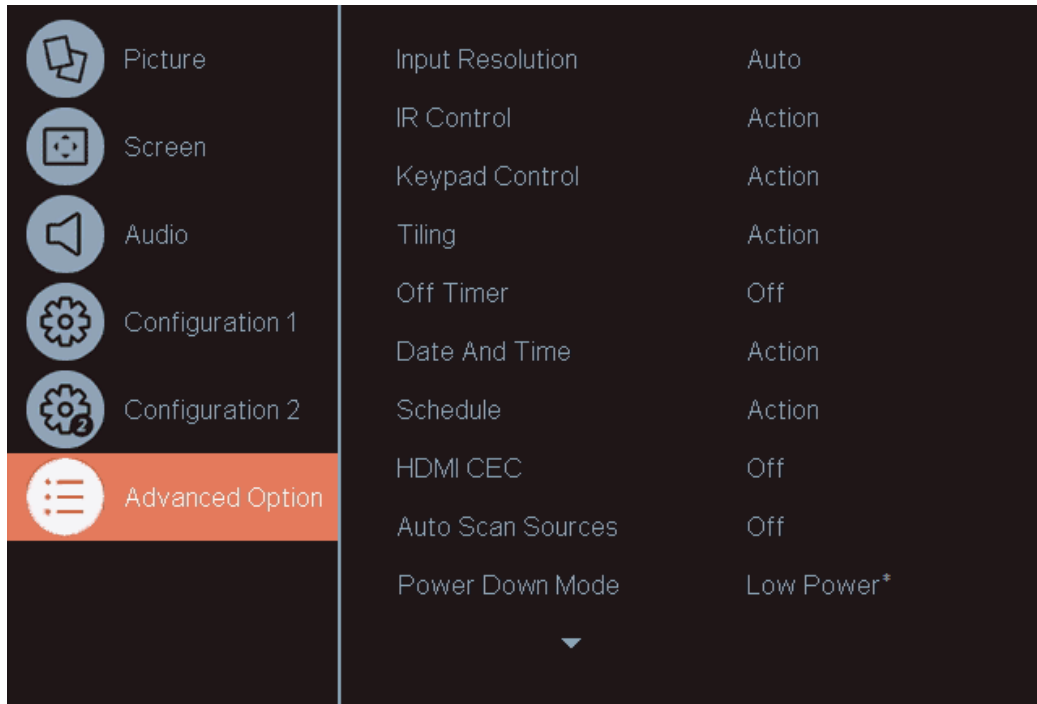 Picture
Screen
Audio
Configuration 1
Configuration 2
2
Advanced Option
Input Resolution Auto
IR Control Action
Keypad Control Action
Tiling Action
Off Timer Off
Date And Time Action
Schedule Action
HDMI CEC Off
Auto Scan Sources Off
Power Down Mode Low Power*